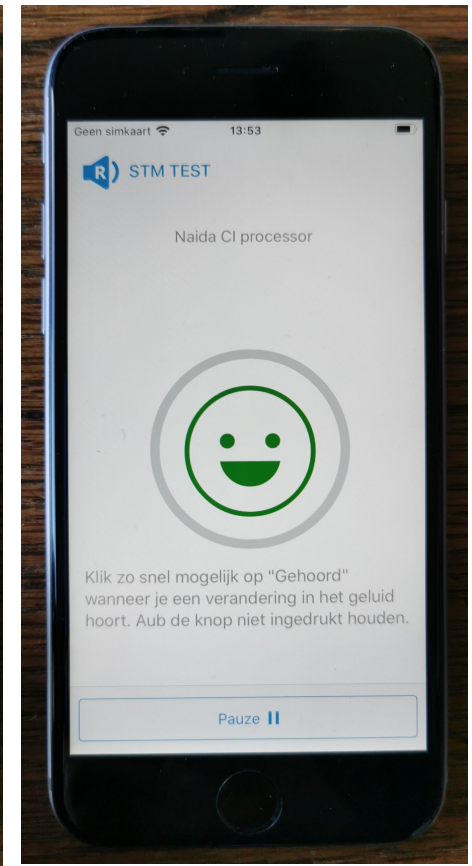 Geen simkaart 13:53
R STM TEST
Naida CI processor
Klik zo snel mogelijk op "Gehoord"
wanneer je een verandering in het geluid
hoort. Aub de knop niet ingedrukt houden.
Pauze